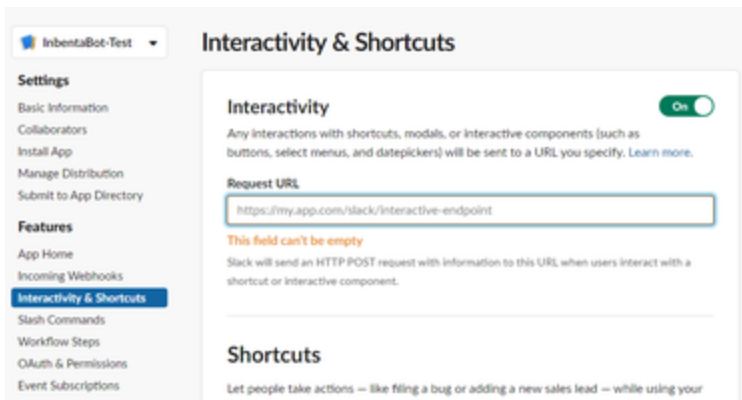 InbentaBot-Test
Settings
Basic Information
Collaborators
Install App
Manage Distribution
Submit to App Directory
Features
App Home
Incoming Webhooks
Interactivity & Shortcuts
Slash Commands
Workflow Steps
OAuth & Permissions
Event Subscriptions
Interactivity & Shortcuts
Interactivity
On
Any interactions with shortcuts, modals, or interactive components (such as
buttons, select menus, and datepickers) will be sent to a URL you specify. Learn more.
Request URL
https://my.app.com/slack/interactive-endpoint
This field can't be empty
Slack will send an HTTP POST request with information to this URL when users interact with a
shortcut or interactive component.
Shortcuts
Let people take actions — like filing a bug or adding a new sales lead — while using your